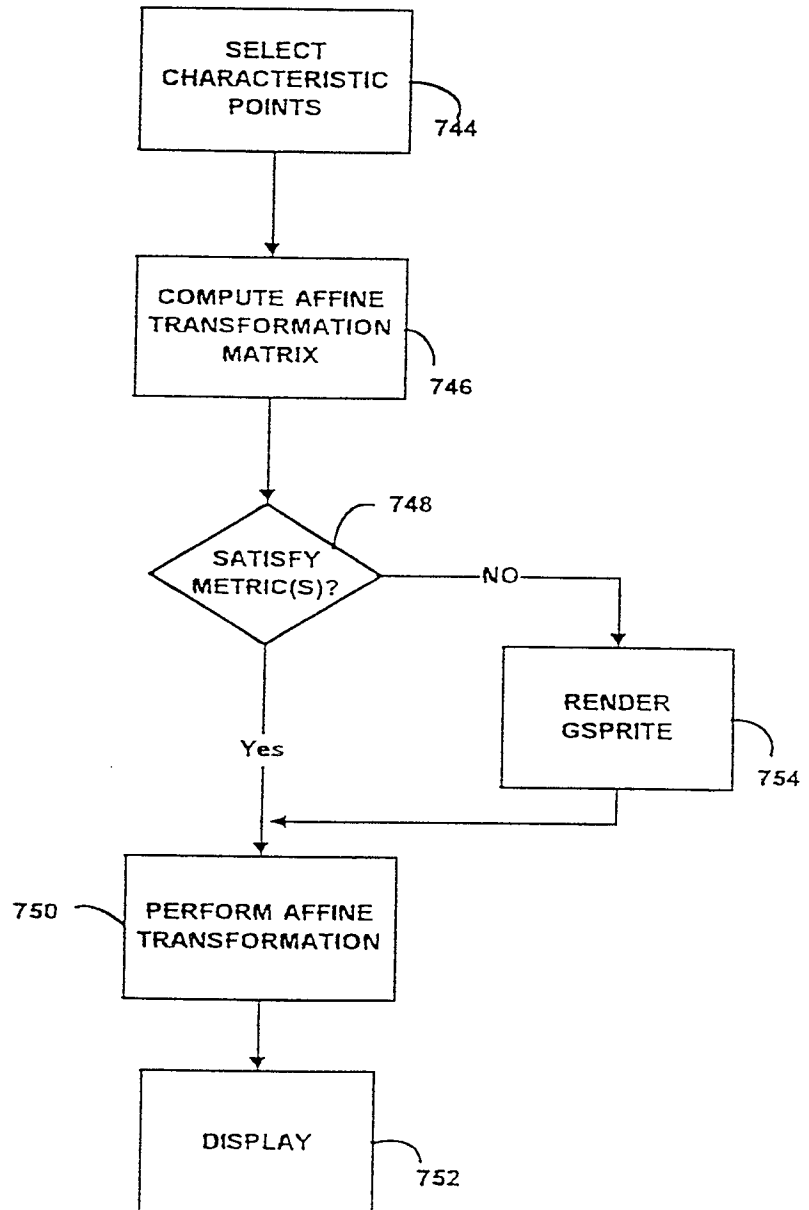 SELECT
CHARACTERISTIC
POINTS
744
COMPUTE AFFINE
TRANSFORMATION
MATRIX
746
748
SATISFY
METRIC(S)?
NO
RENDER
GSPRITE
754
Yes
750
PERFORM AFFINE
TRANSFORMATION
DISPLAY
752